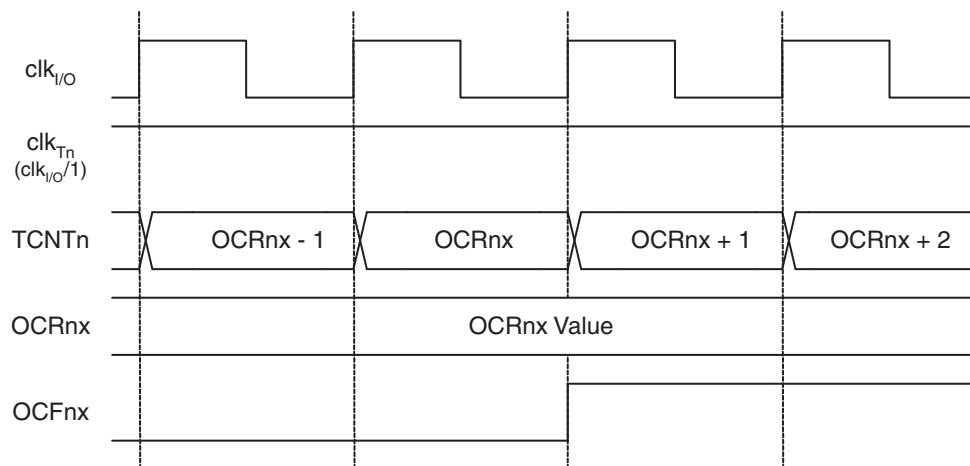 clkI/O
clkTn
(clkI/O/1)
TCNTn OCRnx - 1 OCRnx OCRnx + 1 OCRnx + 2
OCRnx OCRnx Value
OCFnx